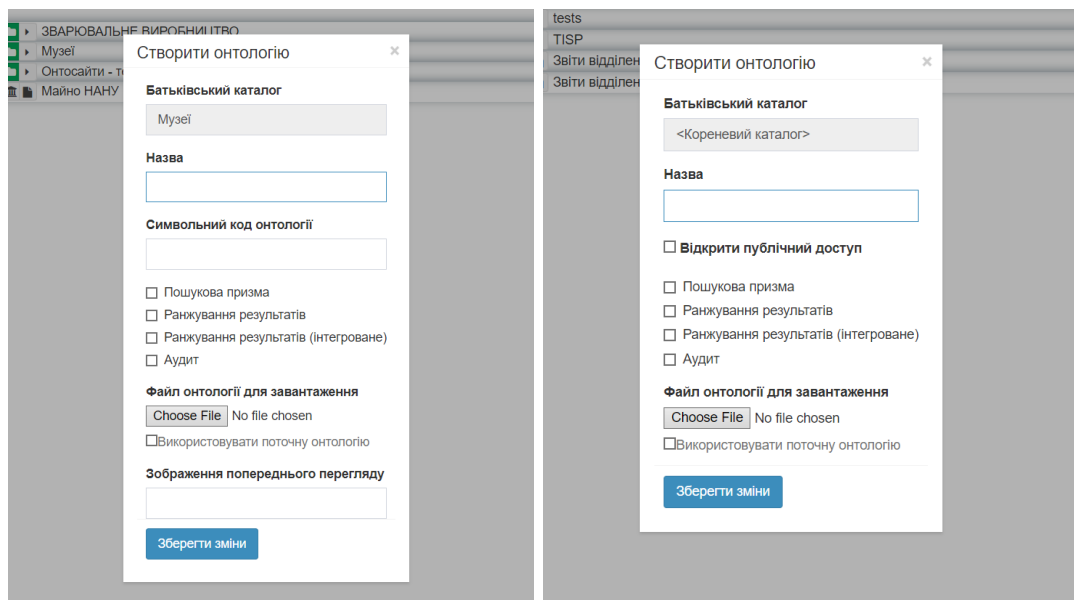 ЗВАРЮВАЛЬНЕ ВИРОБНИЦТВО
Музеї
Онтосайти - т
Майно НАНУ
Створити онтологію ×
Батьківський каталог
Музеї
Назва
Символьний код онтології
Пошукова призма
Ранжування результатів
Ранжування результатів (інтегроване)
Аудит
Файл онтології для завантаження
Choose File No file chosen
Використовувати поточну онтологію
Зображення попереднього перегляду
Зберегти зміни
tests
TISP
Звіти відділен
Звіти відділен
Створити онтологію ×
Батьківський каталог
<Кореневий каталог>
Назва
Відкрити публічний доступ
Пошукова призма
Ранжування результатів
Ранжування результатів (інтегроване)
Аудит
Файл онтології для завантаження
Choose File No file chosen
Використовувати поточну онтологію
Зберегти зміни